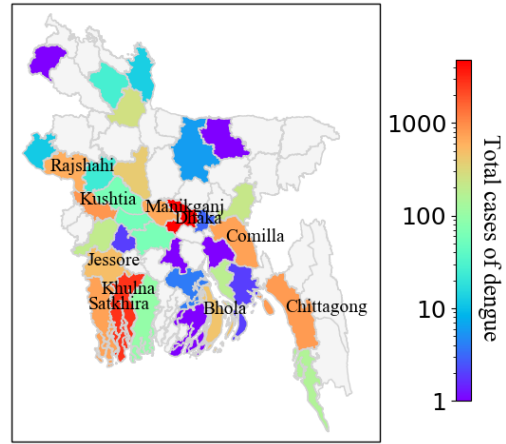 Rajshahi
Kushtia
Manikganj
Dhaka
Comilla
Jessore
Khulna
Satkhira
Bhola
Chittagong
1000
100
10
1
Total cases of dengue